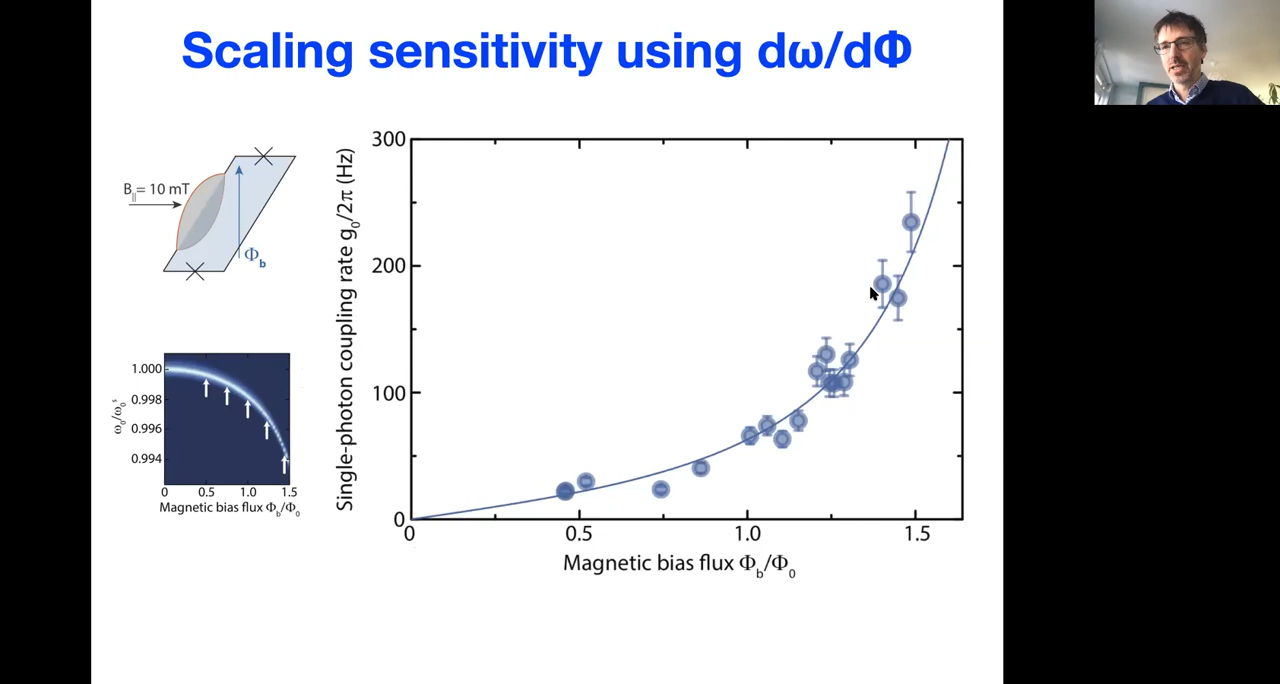 Scaling sensitivity using dω/dΦ
B||= 10 mT
Φb
1.000
0.998
0.996
0.994
ω0/ω0s
0
0.5
1.0
1.5
Magnetic bias flux Φb/Φ0
300
200
100
0
Single-photon coupling rate g0/2π (Hz)
0
0.5
1.0
1.5
Magnetic bias flux Φb/Φ0